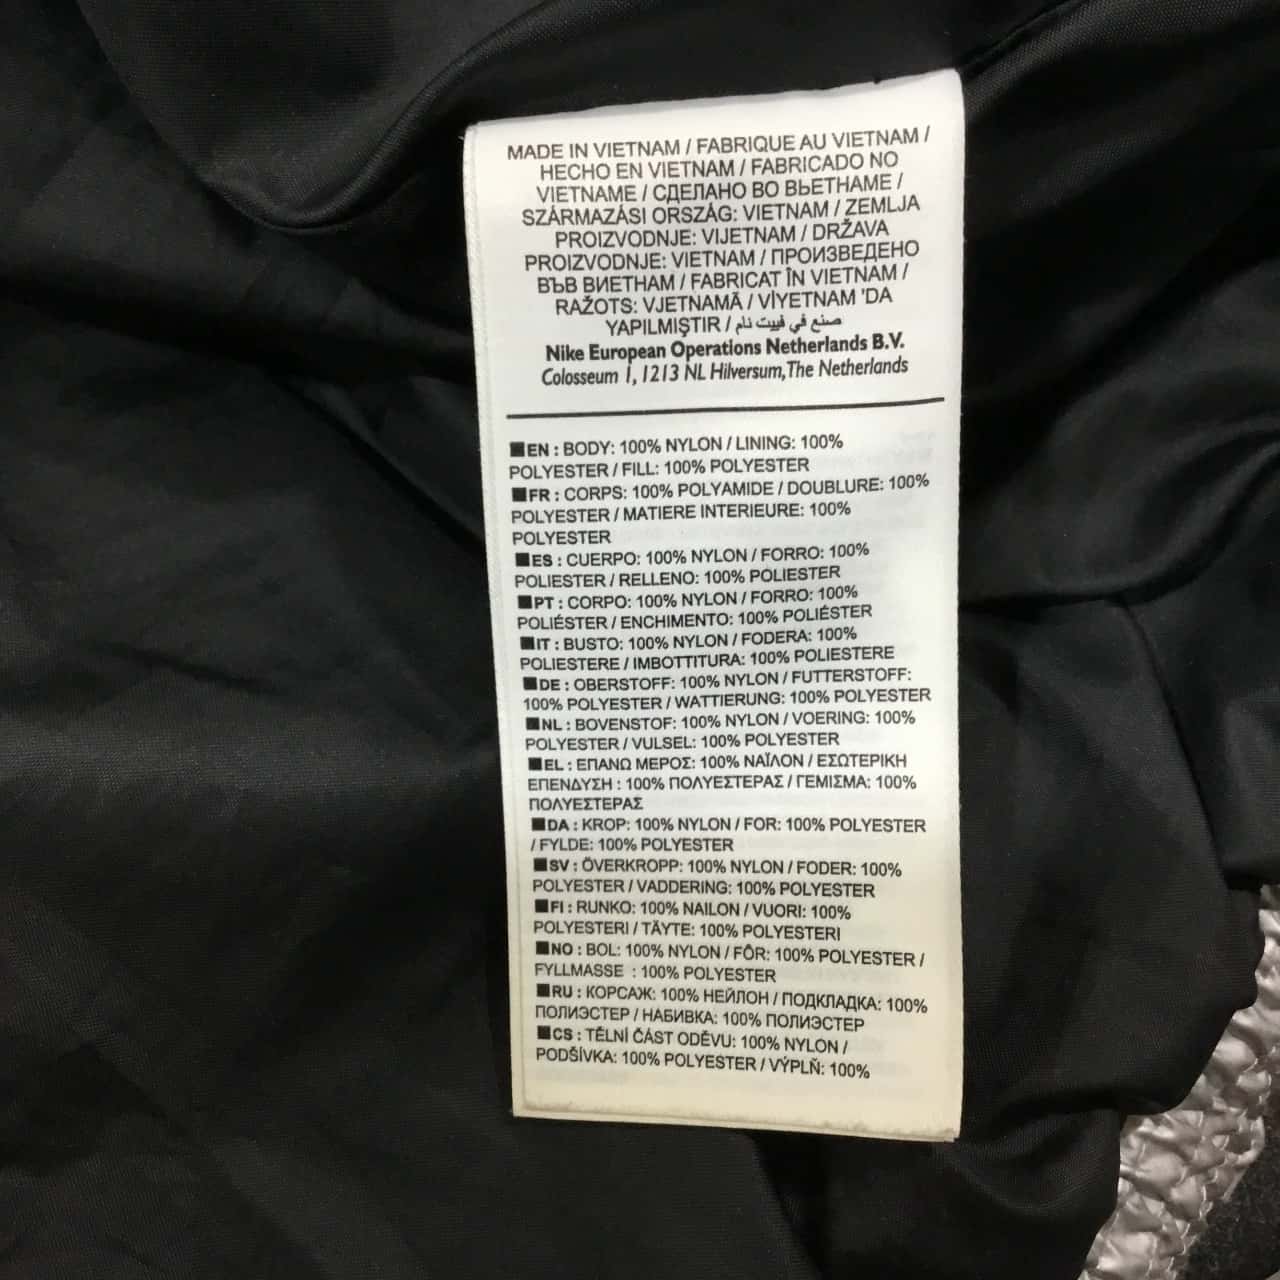 MADE IN VIETNAM / FABRIQUE AU VIETNAM /
HECHO EN VIETNAM / FABRICADO NO
VIETNAME / СДЕЛАНО ВО ВЬЕТНАМЕ /
SZÁRMAZÁSI ORSZÁG: VIETNAM / ZEMLJA
PROIZVODNJE: VIJETNAM / DRŽAVA
PROIZVODNJE: VIETNAM / ПРОИЗВЕДЕНО
ВЪВ ВИЕТНАМ / FABRICAT ÎN VIETNAM /
RAŽOTS: VJETNAMĀ / VİYETNAM 'DA
YAPILMIŞTIR / صنع في فييت نام
Nike European Operations Netherlands B.V.
Colosseum 1, 1213 NL Hilversum, The Netherlands
■EN : BODY: 100% NYLON / LINING: 100%
POLYESTER / FILL: 100% POLYESTER
■FR : CORPS: 100% POLYAMIDE / DOUBLURE: 100%
POLYESTER / MATIERE INTERIEURE: 100%
POLYESTER
■ES : CUERPO: 100% NYLON / FORRO: 100%
POLIESTER / RELLENO: 100% POLIESTER
■PT : CORPO: 100% NYLON / FORRO: 100%
POLIÉSTER / ENCHIMENTO: 100% POLIÉSTER
■IT : BUSTO: 100% NYLON / FODERA: 100%
POLIESTERE / IMBOTTITURA: 100% POLIESTERE
■DE : OBERSTOFF: 100% NYLON / FUTTERSTOFF:
100% POLYESTER / WATTIERUNG: 100% POLYESTER
■NL : BOVENSTOF: 100% NYLON / VOERING: 100%
POLYESTER / VULSEL: 100% POLYESTER
■EL : ΕΠΑΝΩ ΜΕΡΟΣ: 100% ΝΑΪΛΟΝ / ΕΣΩΤΕΡΙΚΗ
ΕΠΕΝΔΥΣΗ : 100% ΠΟΛΥΕΣΤΕΡΑΣ / ΓΕΜΙΣΜΑ: 100%
ΠΟΛΥΕΣΤΕΡΑΣ
■DA : KROP: 100% NYLON / FOR: 100% POLYESTER
/ FYLDE: 100% POLYESTER
■SV : ÖVERKROPP: 100% NYLON / FODER: 100%
POLYESTER / VADDERING: 100% POLYESTER
■FI : RUNKO: 100% NAILON / VUORI: 100%
POLYESTERI / TÄYTE: 100% POLYESTERI
■NO : BOL: 100% NYLON / FÔR: 100% POLYESTER /
FYLLMASSE : 100% POLYESTER
■RU : КОРСАЖ: 100% НЕЙЛОН / ПОДКЛАДКА: 100%
ПОЛИЭСТЕР / НАБИВКА: 100% ПОЛИЭСТЕР
■CS : TĚLNÍ ČÁST ODĚVU: 100% NYLON /
PODŠÍVKA: 100% POLYESTER / VÝPLŇ: 100%